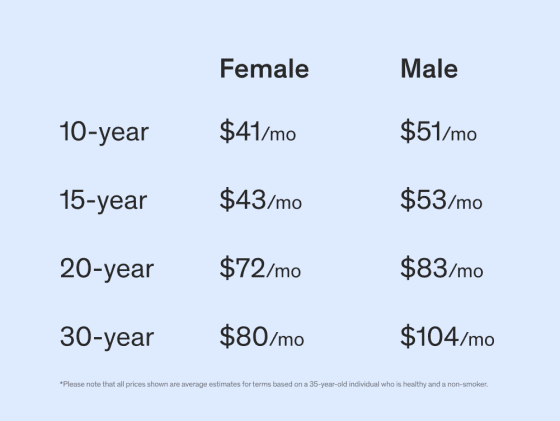 Female Male
10-year $41/mo $51/mo
15-year $43/mo $53/mo
20-year $72/mo $83/mo
30-year $80/mo $104/mo
*Please note that all prices shown are average estimates for terms based on a 35-year-old individual who is healthy and a non-smoker.